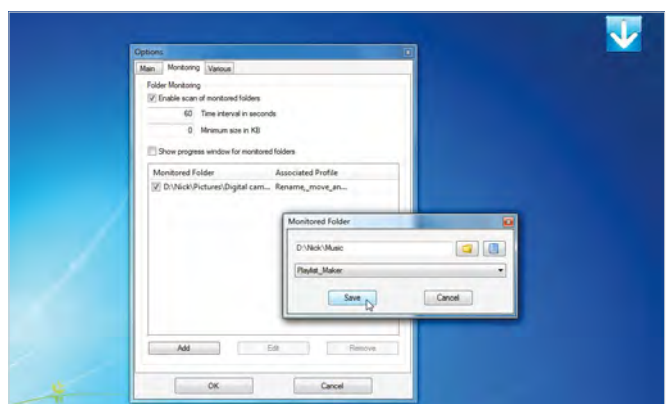 Options
Main Monitoring Various
Folder Monitoring
Enable scan of monitored folders
60 Time interval in seconds
0 Minimum size in KB
Show progress window for monitored folders
Monitored Folder Associated Profile
D:\Nick\Pictures\Digital cam... Rename,_move_an...
Monitored Folder
D:\Nick\Music
Playlist_Maker
Save Cancel
Add Edit Remove
OK Cancel